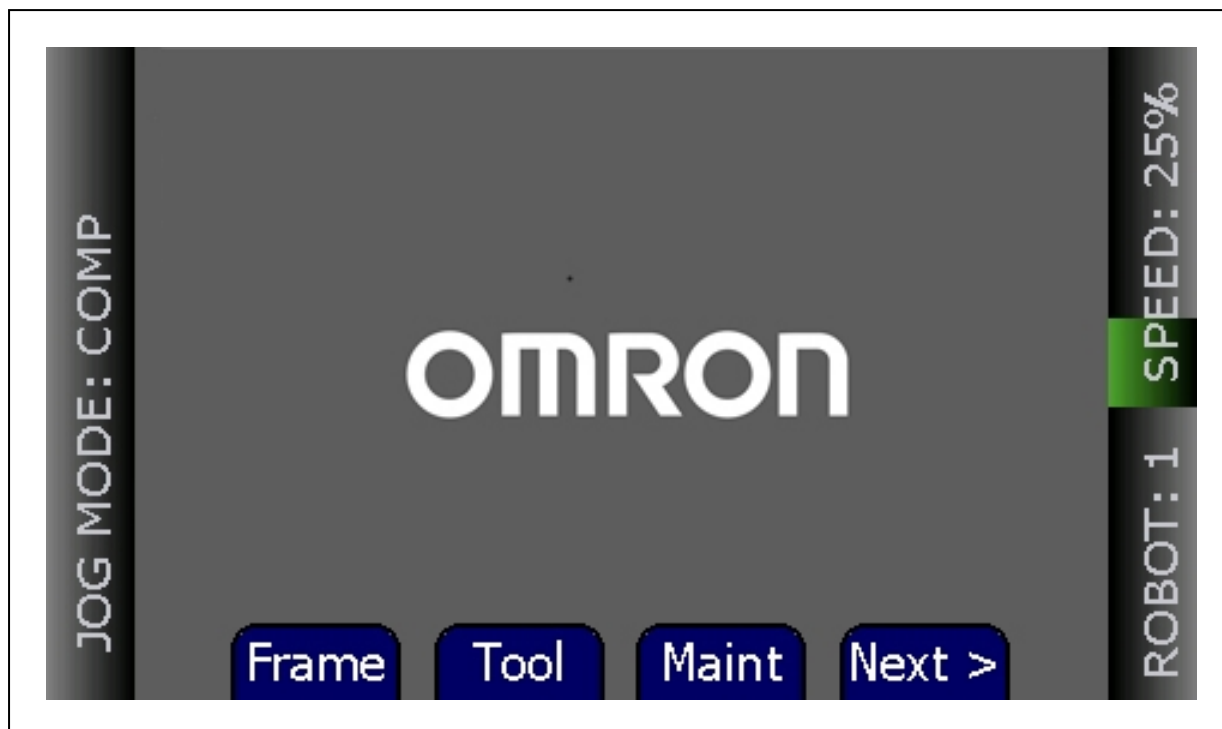 JOG MODE: COMP
OMRON
SPEED: 25%
ROBOT: 1
Frame
Tool
Maint
Next >